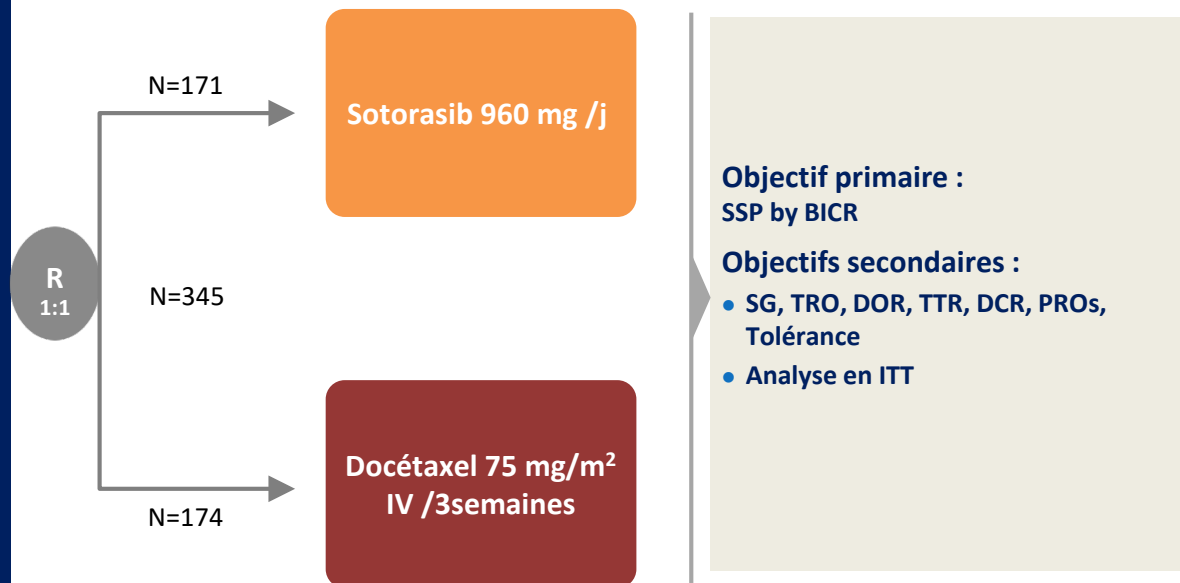 N=171
Sotorasib 960 mg /j
R
1:1
N=345
Docétaxel 75 mg/m²
IV /3semaines
N=174
Objectif primaire :
SSP by BICR
Objectifs secondaires :
• SG, TRO, DOR, TTR, DCR, PROs,
Tolérance
• Analyse en ITT